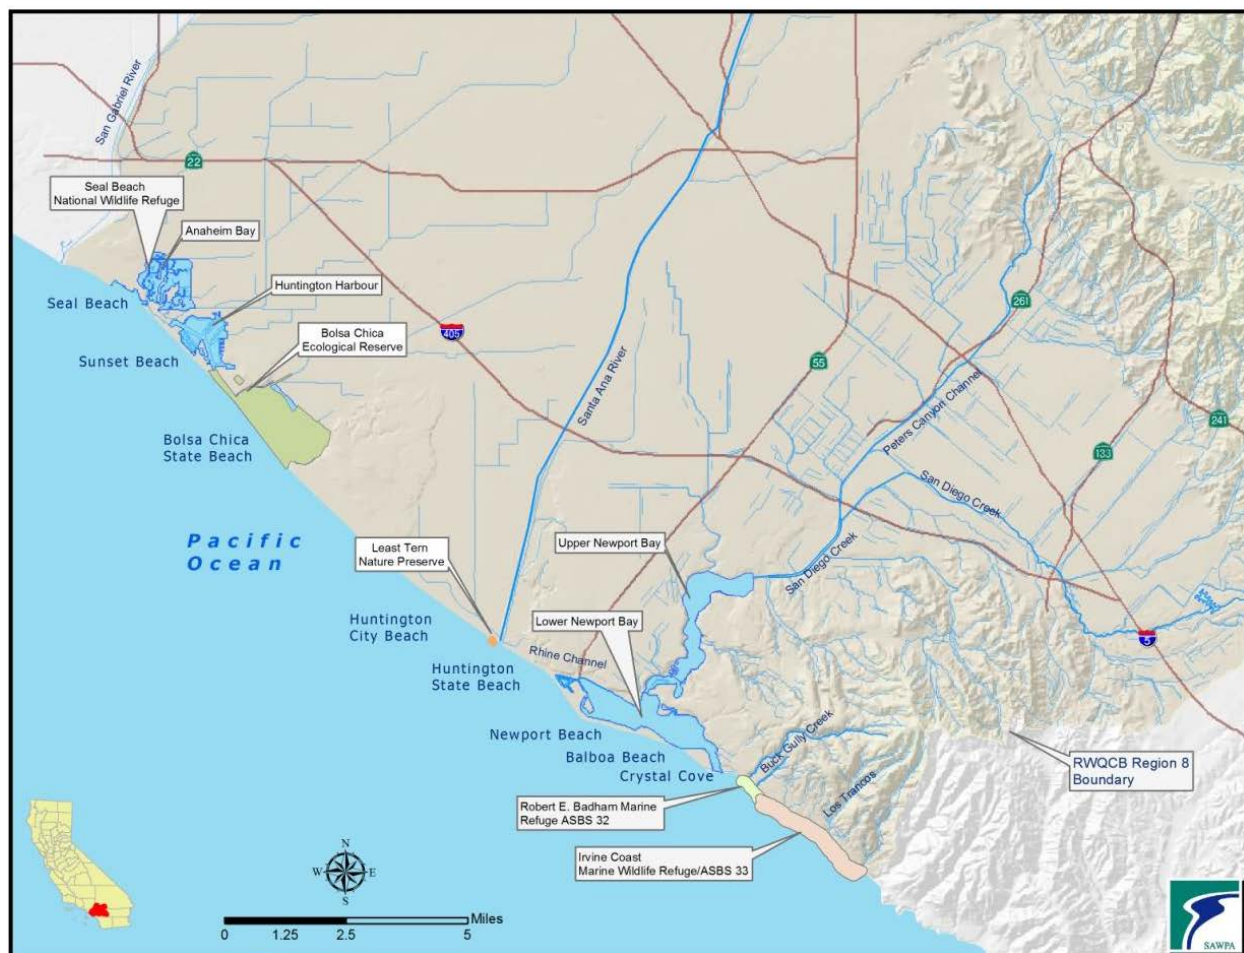 San Gabriel River
22
Seal Beach
National Wildlife Refuge
Anaheim Bay
Huntington Harbour
Seal Beach
261
Bolsa Chica
Ecological Reserve
405
Sunset Beach
55
Santa Ana River
Peters Canyon Channel
241
Bolsa Chica
State Beach
133
San Diego Creek
Pacific
Ocean
Least Tern
Nature Preserve
Upper Newport Bay
San Diego Creek
Huntington
City Beach
Lower Newport Bay
5
Rhine Channel
Huntington
State Beach
Newport Beach
Balboa Beach
Crystal Cove
Buck Gully Creek
RWQCB Region 8
Boundary
Los Trancos
Robert E. Badham Marine
Refuge ASBS 32
Irvine Coast
Marine Wildlife Refuge/ASBS 33
N
W
E
S
Miles
0
1.25
2.5
5
SAWPA